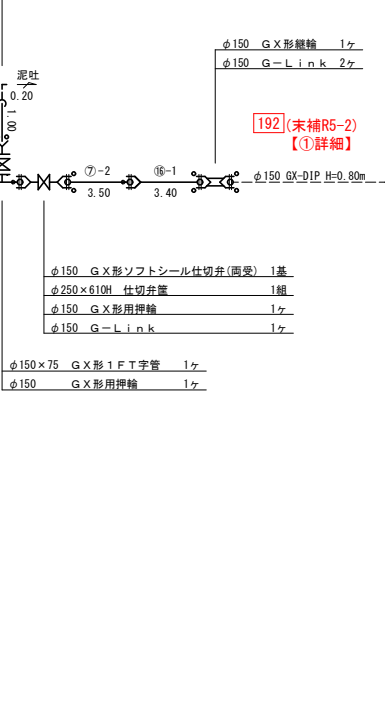 φ150 GX形継輪 1ヶ
φ150 G−Link 2ヶ
泥吐
0.20
1.00
192 (末補R5-2)
【①詳細】
⑦-2
⑯-1
φ150 GX-DIP H=0.80m
3.50
3.40
φ150 GX形ソフトシール仕切弁(両受) 1基
φ250×610H 仕切弁筐 1組
φ150 GX形用押輪 1ヶ
φ150 G−Link 1ヶ
φ150×75 GX形1FT字管 1ヶ
φ150 GX形用押輪 1ヶ